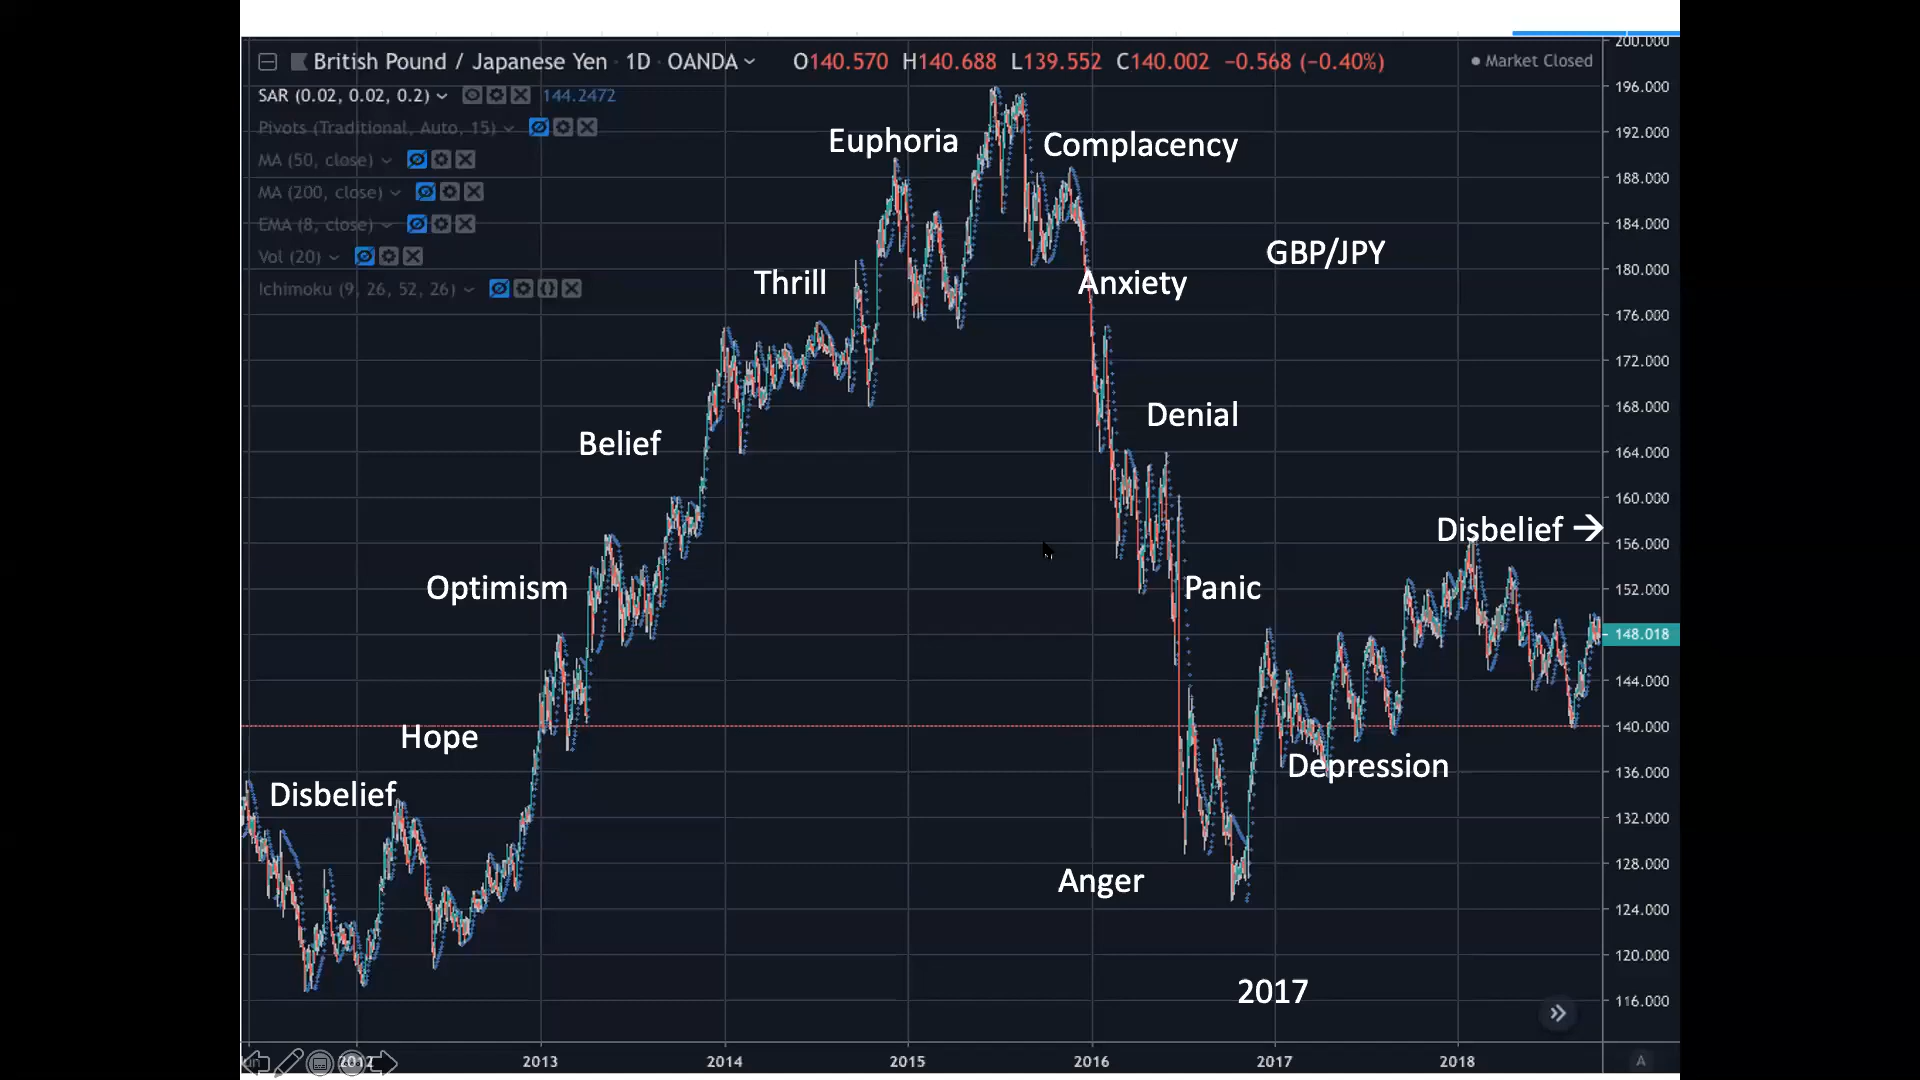 British Pound / Japanese Yen · 1D · OANDA O140.570 H140.688 L139.552 C140.002 −0.568 (−0.40%)
Market Closed
SAR (0.02, 0.02, 0.2) 144.2472
Pivots (Traditional, Auto, 15)
MA (50, close)
MA (200, close)
EMA (8, close)
Vol (20)
Ichimoku (9, 26, 52, 26)
Euphoria
Complacency
GBP/JPY
Thrill
Anxiety
Denial
Belief
Disbelief →
Optimism
Panic
Hope
Depression
Disbelief
Anger
2017
200.000
196.000
192.000
188.000
184.000
180.000
176.000
172.000
168.000
164.000
160.000
156.000
152.000
148.018
144.000
140.000
136.000
132.000
128.000
124.000
120.000
116.000
2012 2013 2014 2015 2016 2017 2018
A